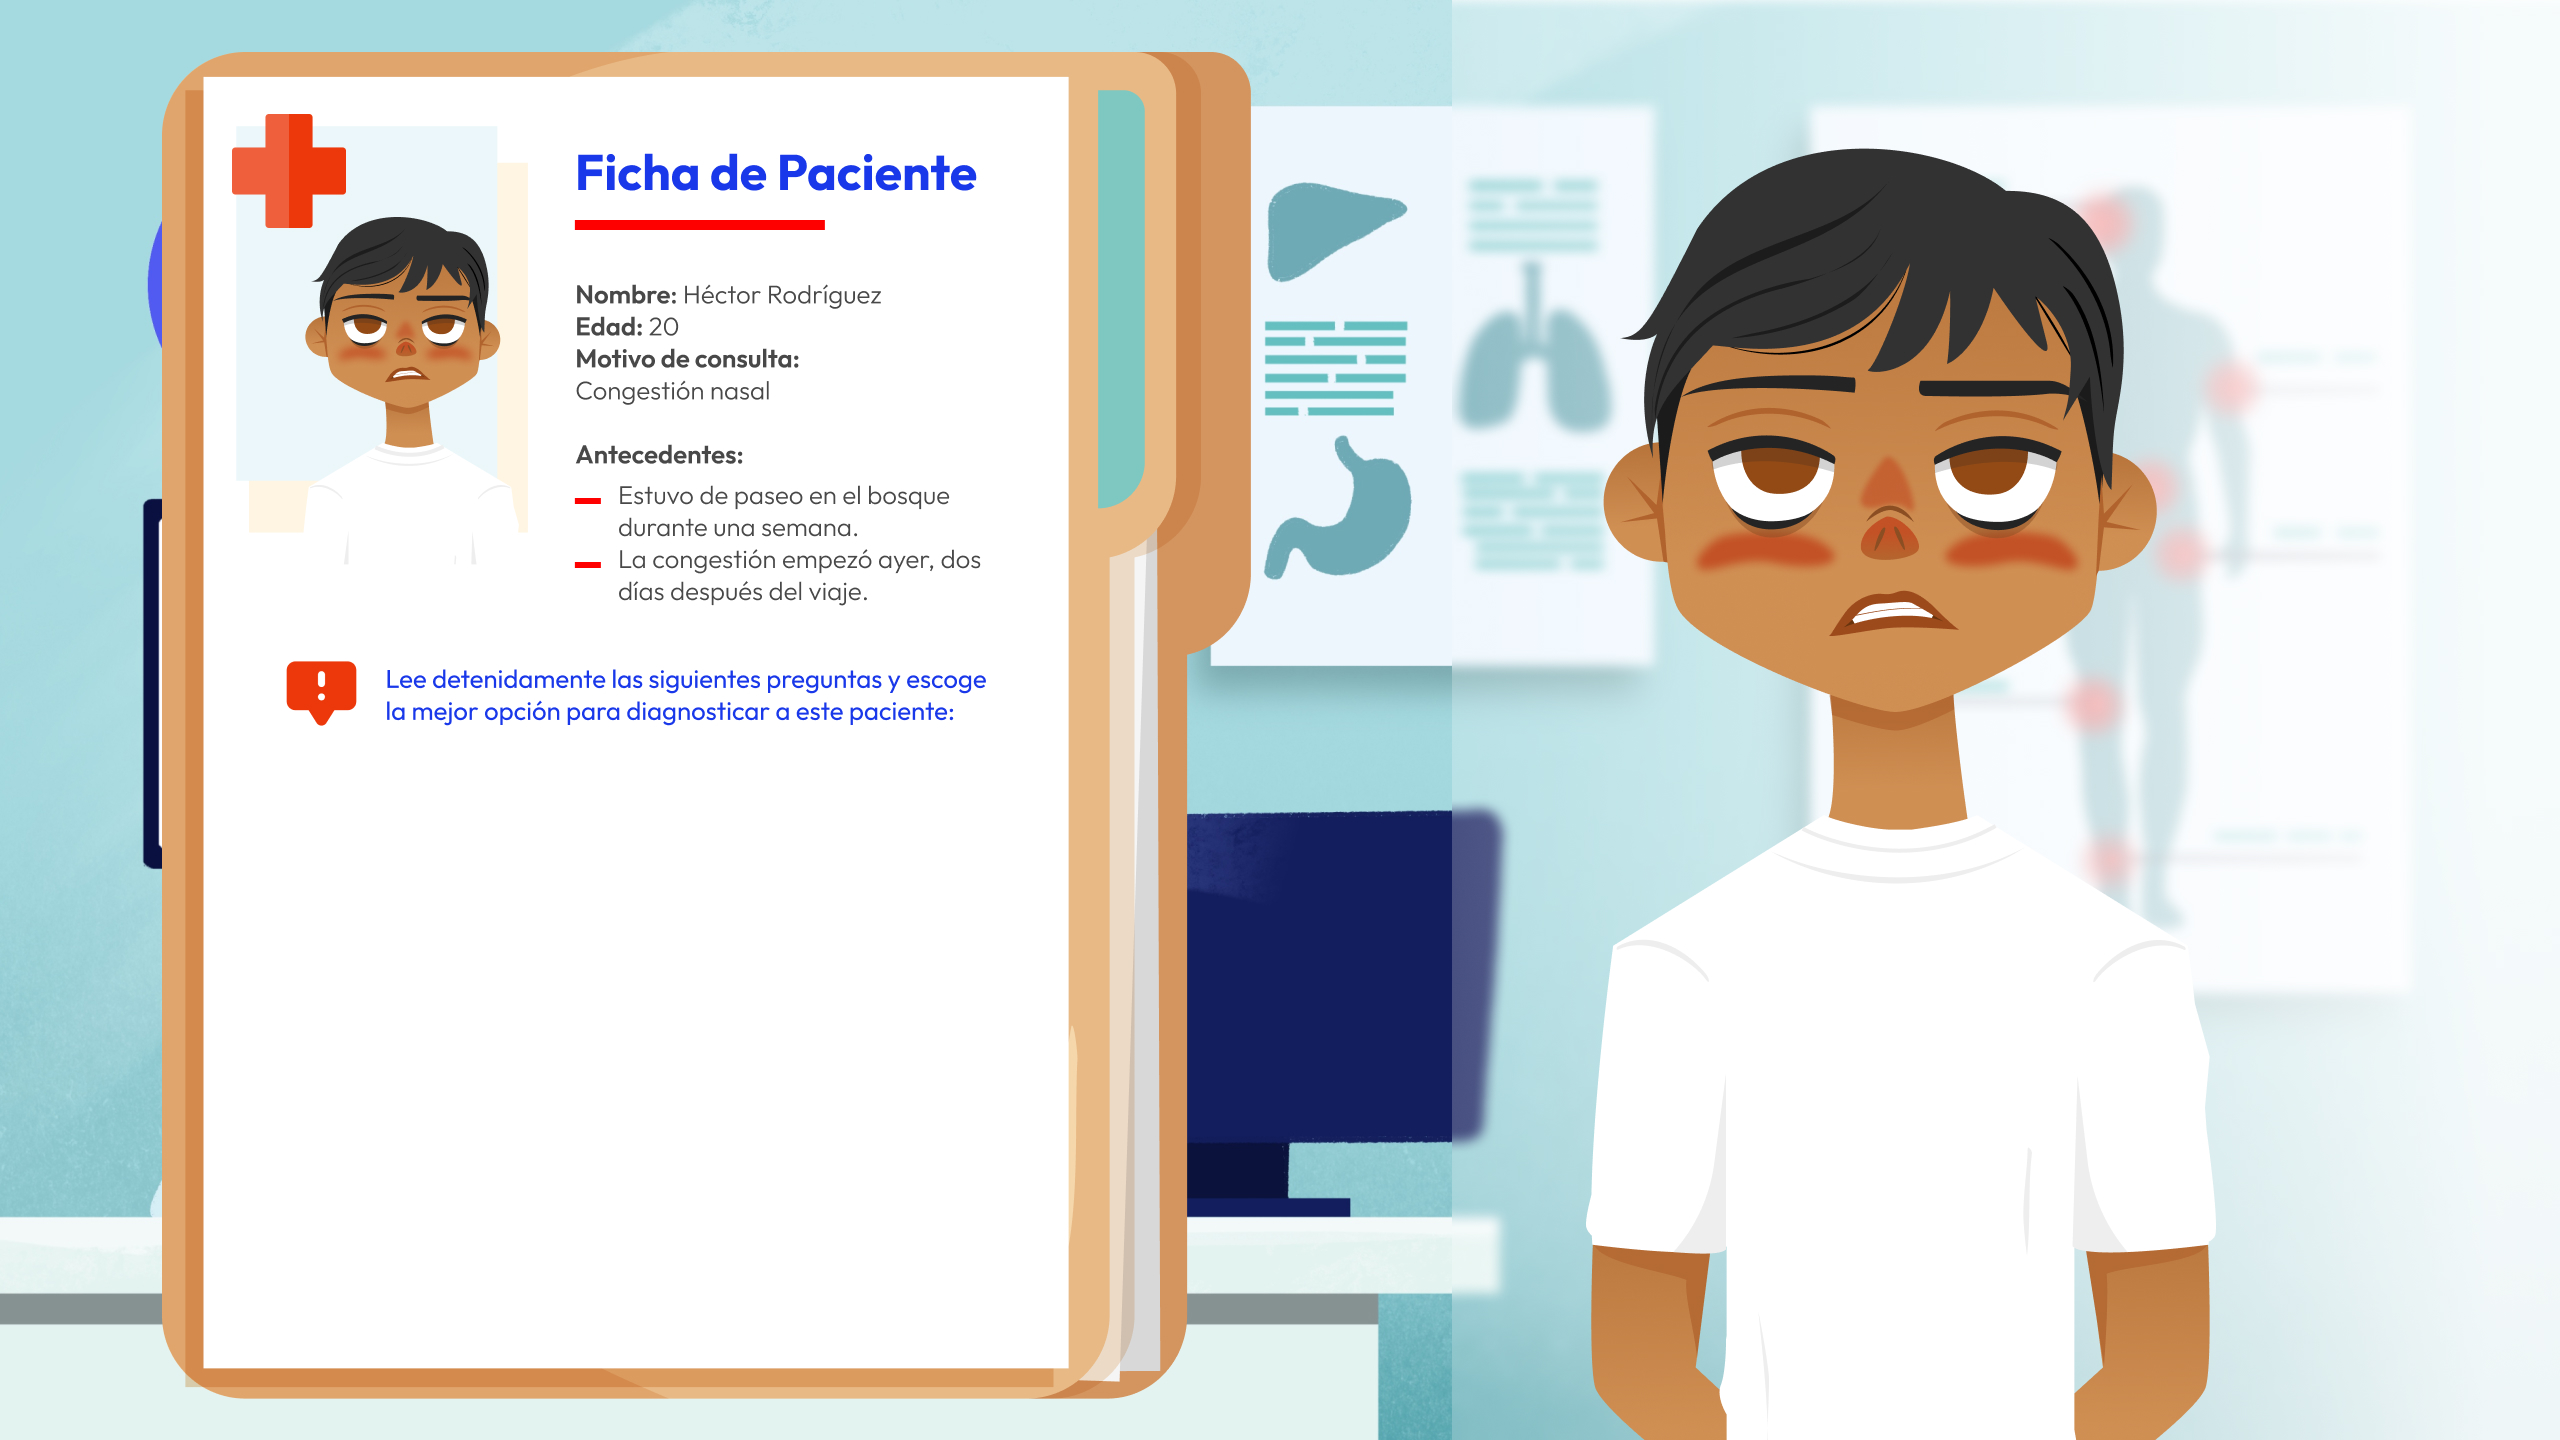 Ficha de Paciente
Nombre: Héctor Rodríguez
Edad: 20
Motivo de consulta:
Congestión nasal
Antecedentes:
Estuvo de paseo en el bosque
durante una semana.
La congestión empezó ayer, dos
días después del viaje.
Lee detenidamente las siguientes preguntas y escoge
la mejor opción para diagnosticar a este paciente: